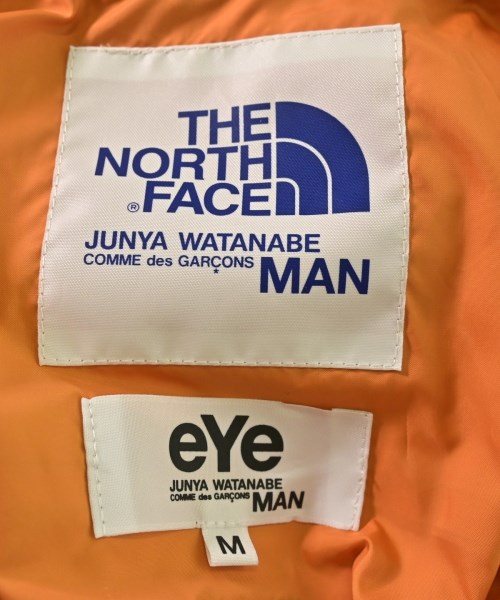 THE
NORTH
® FACE
JUNYA WATANABE
COMME des GARÇONS MAN
*
eYe
JUNYA WATANABE
COMME des GARÇONS MAN
M